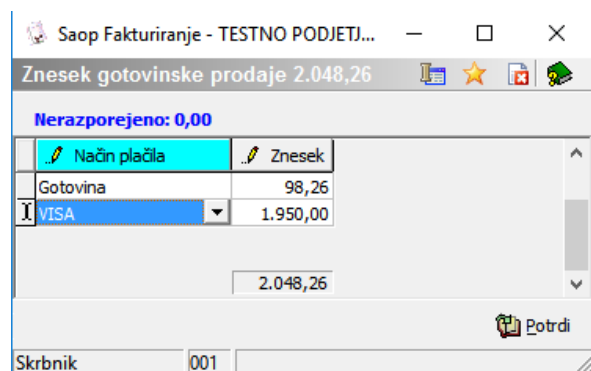 Saop Fakturiranje - TESTNO PODJETJ...
Znesek gotovinske prodaje 2.048,26
Nerazporejeno: 0,00
Način plačila Znesek
Gotovina 98,26
VISA 1.950,00
2.048,26
Potrdi
Skrbnik 001